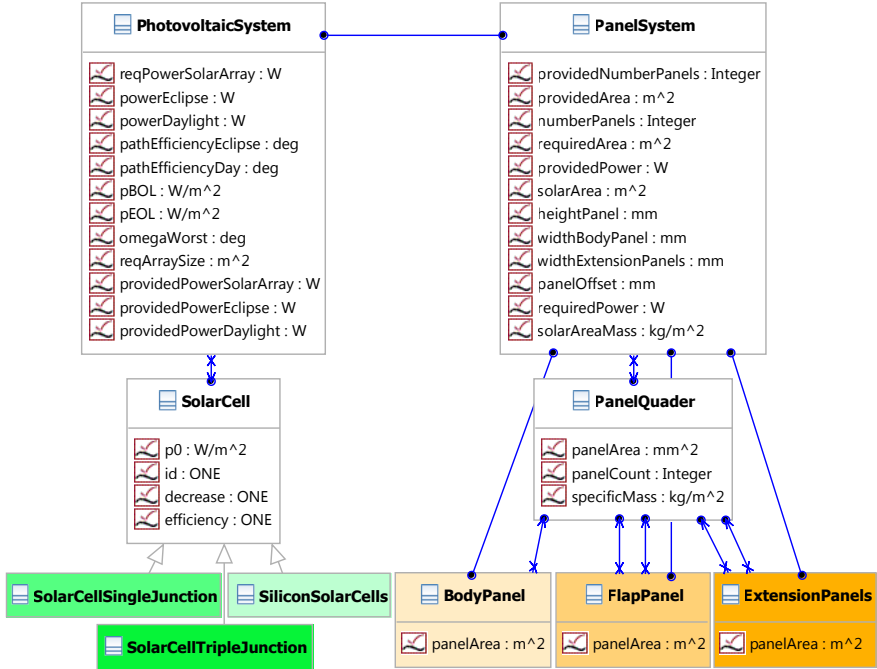 PhotovoltaicSystem
reqPowerSolarArray : W
powerEclipse : W
powerDaylight : W
pathEfficiencyEclipse : deg
pathEfficiencyDay : deg
pBOL : W/m^2
pEOL : W/m^2
omegaWorst : deg
reqArraySize : m^2
providedPowerSolarArray : W
providedPowerEclipse : W
providedPowerDaylight : W
PanelSystem
providedNumberPanels : Integer
providedArea : m^2
numberPanels : Integer
requiredArea : m^2
providedPower : W
solarArea : m^2
heightPanel : mm
widthBodyPanel : mm
widthExtensionPanels : mm
panelOffset : mm
requiredPower : W
solarAreaMass : kg/m^2
SolarCell
p0 : W/m^2
id : ONE
decrease : ONE
efficiency : ONE
PanelQuader
panelArea : mm^2
panelCount : Integer
specificMass : kg/m^2
SolarCellSingleJunction
SiliconSolarCells
SolarCellTripleJunction
BodyPanel
panelArea : m^2
FlapPanel
panelArea : m^2
ExtensionPanels
panelArea : m^2